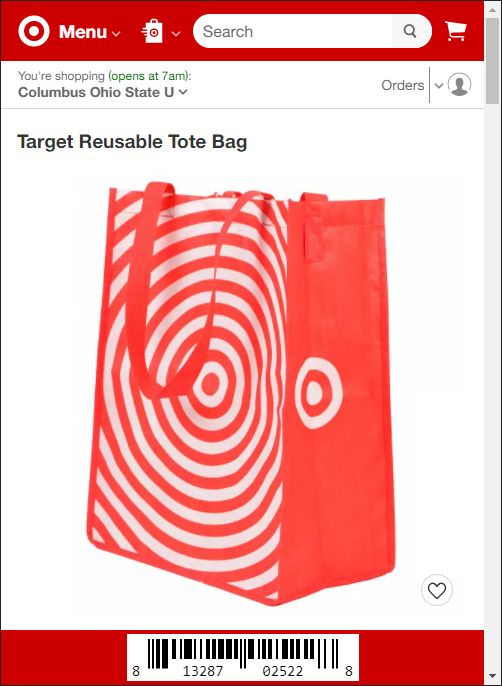 Menu
Search
You're shopping (opens at 7am):
Columbus Ohio State U
Orders
Target Reusable Tote Bag
8 13287 02522 8